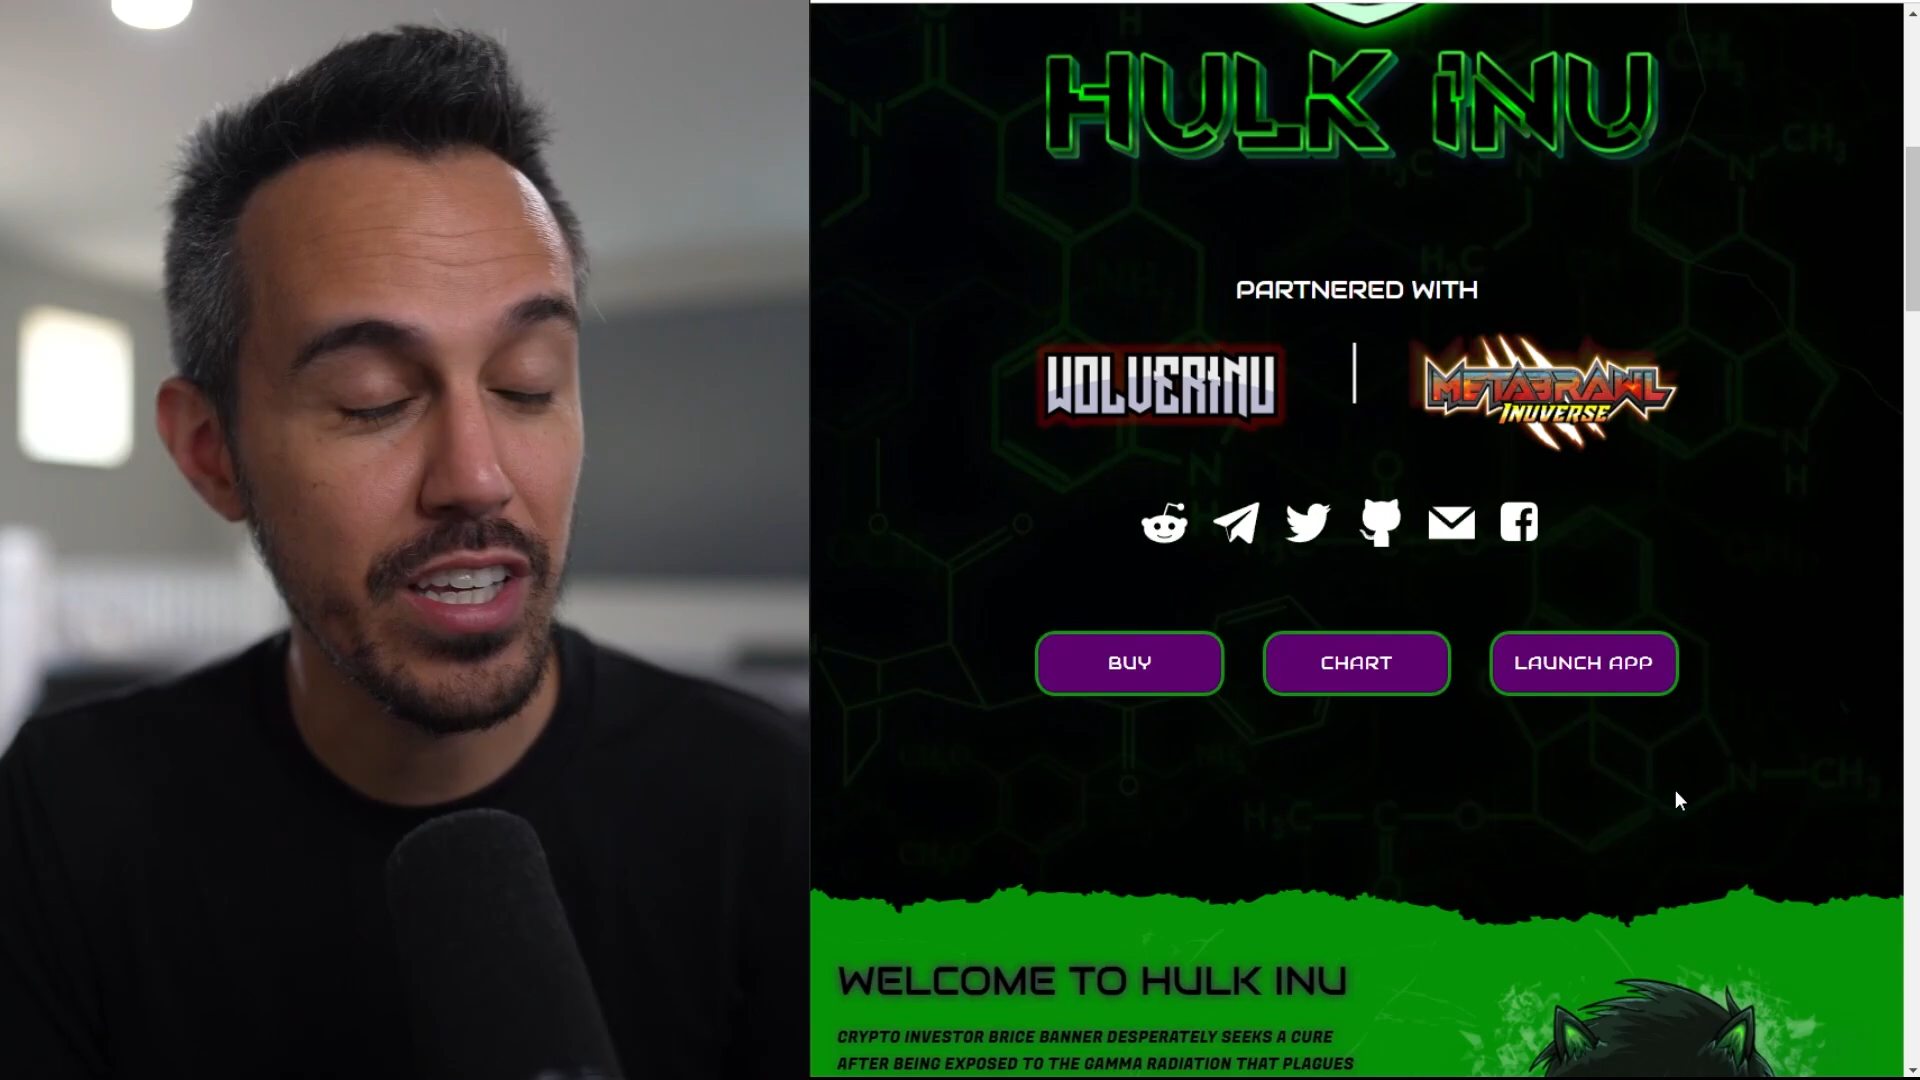 HULK INU
PARTNERED WITH
WOLVERINU
METABRAWL
INUVERSE
BUY
CHART
LAUNCH APP
WELCOME TO HULK INU
CRYPTO INVESTOR BRICE BANNER DESPERATELY SEEKS A CURE
AFTER BEING EXPOSED TO THE GAMMA RADIATION THAT PLAGUES